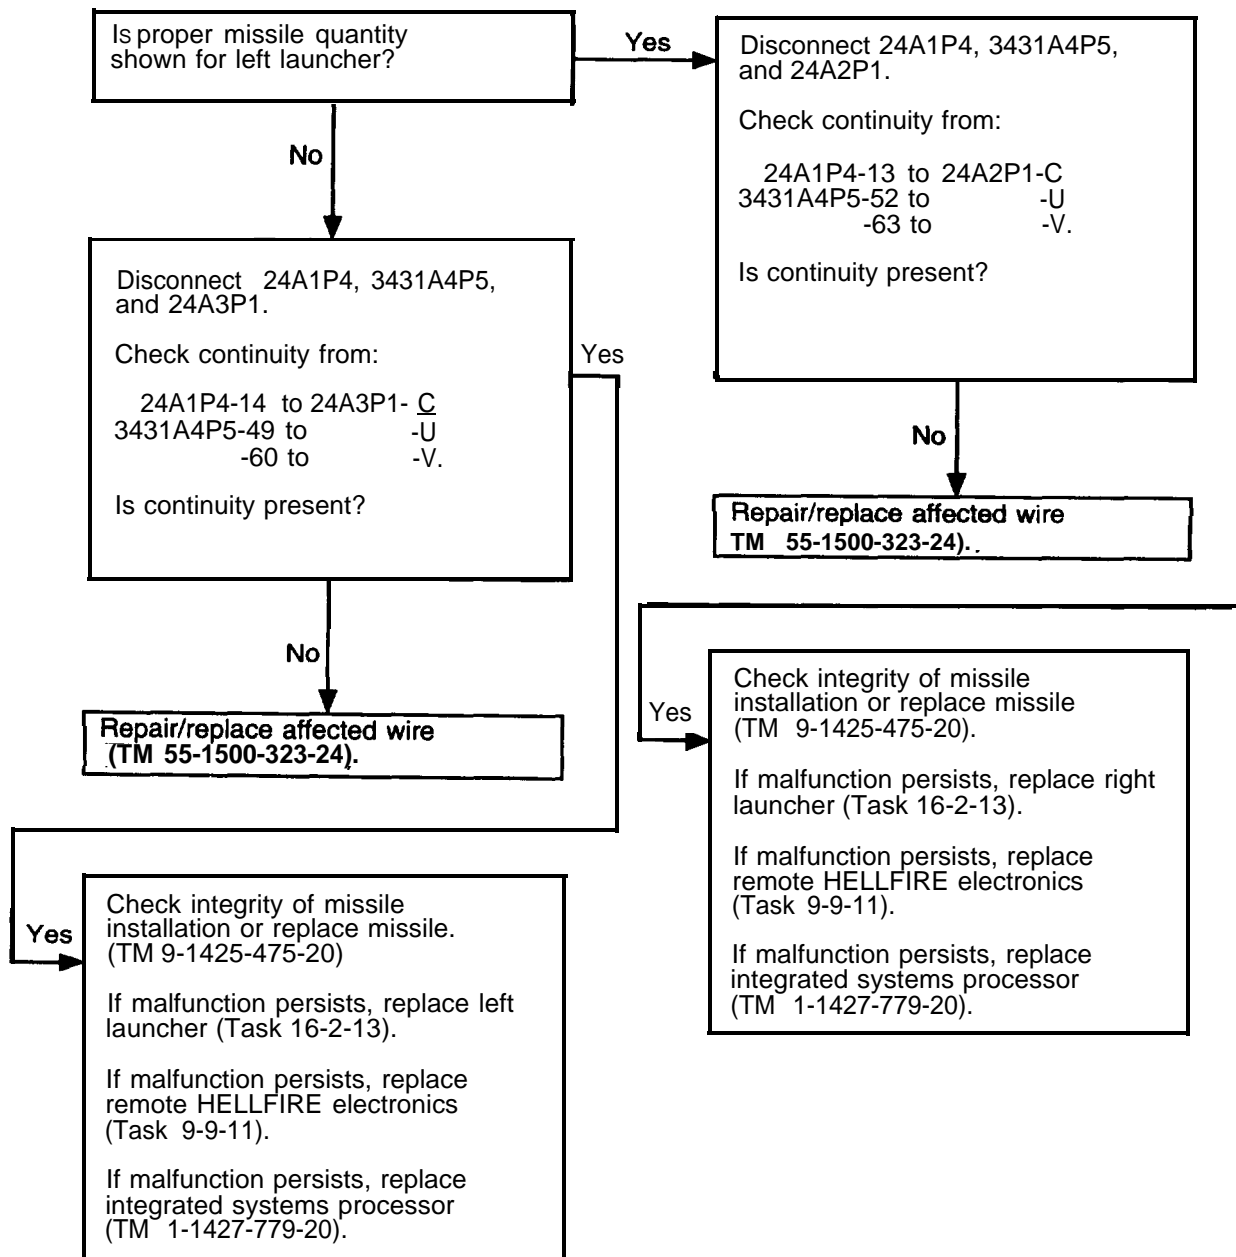 Is proper missile quantity
shown for left launcher?
Yes
Disconnect 24A1P4, 3431A4P5,
and 24A2P1.
Check continuity from:
24A1P4-13 to 24A2P1-C
3431A4P5-52 to -U
-63 to -V.
Is continuity present?
No
Disconnect 24A1P4, 3431A4P5,
and 24A3P1.
Check continuity from:
24A1P4-14 to 24A3P1- C
3431A4P5-49 to -U
-60 to -V.
Is continuity present?
Yes
No
Repair/replace affected wire
TM 55-1500-323-24).
No
Repair/replace affected wire
(TM 55-1500-323-24).
Yes
Check integrity of missile
installation or replace missile
(TM 9-1425-475-20).
If malfunction persists, replace right
launcher (Task 16-2-13).
If malfunction persists, replace
remote HELLFIRE electronics
(Task 9-9-11).
If malfunction persists, replace
integrated systems processor
(TM 1-1427-779-20).
Yes
Check integrity of missile
installation or replace missile.
(TM 9-1425-475-20)
If malfunction persists, replace left
launcher (Task 16-2-13).
If malfunction persists, replace
remote HELLFIRE electronics
(Task 9-9-11).
If malfunction persists, replace
integrated systems processor
(TM 1-1427-779-20).